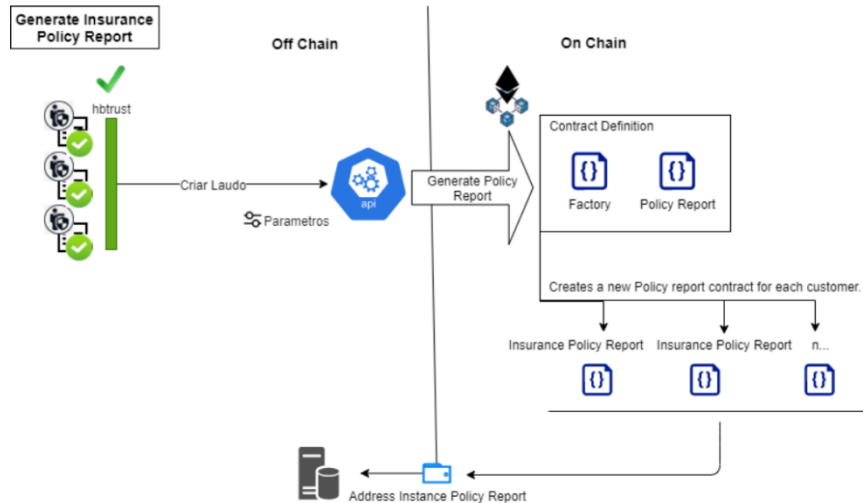 Generate Insurance
Policy Report
Off Chain
On Chain
hbtrust
Contract Definition
{}
Factory
{}
Policy Report
Criar Laudo
api
Generate Policy
Report
Parametros
Creates a new Policy report contract for each customer.
Insurance Policy Report
Insurance Policy Report
n...
{}
{}
{}
Address Instance Policy Report